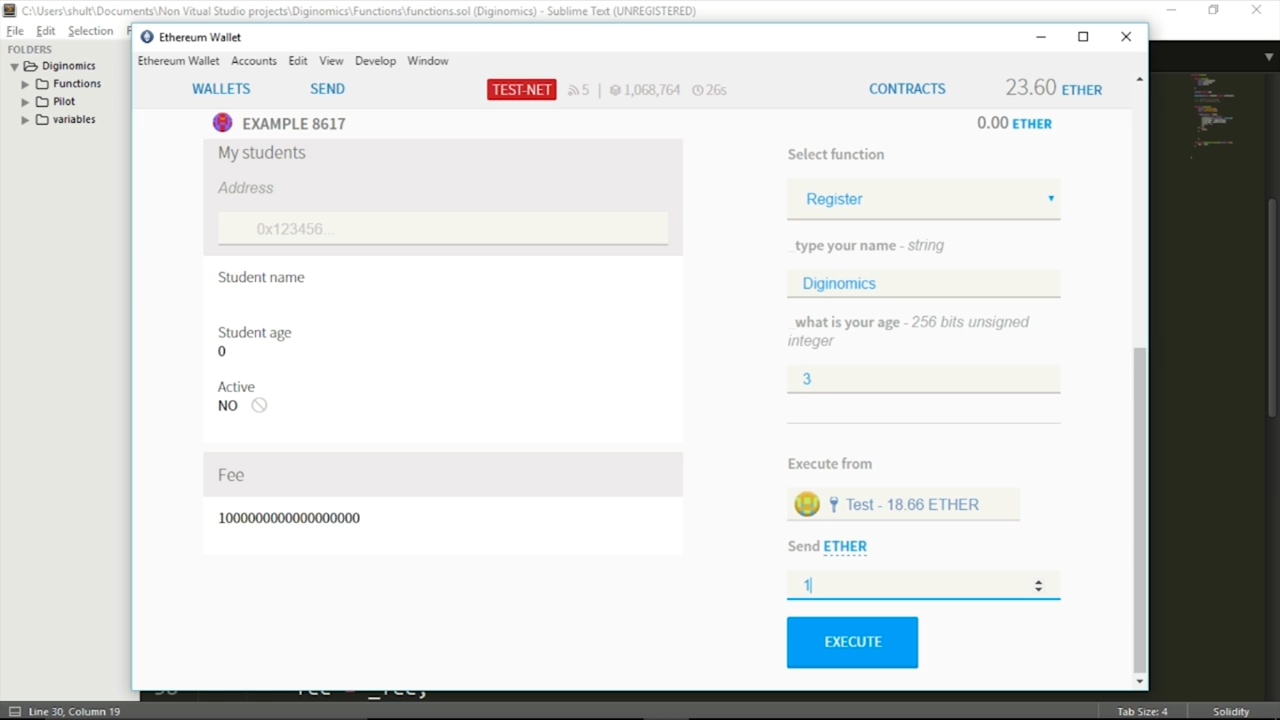 C:\Users\shult\Documents\Non Vitual Studio projects\Diginomics\Functions\functions.sol (Diginomics) - Sublime Text (UNREGISTERED)
File Edit Selection F
FOLDERS
Diginomics
Functions
Pilot
variables
Ethereum Wallet
Ethereum Wallet Accounts Edit View Develop Window
WALLETS SEND TEST-NET 5 | 1,068,764 26s CONTRACTS 23.60 ETHER
EXAMPLE 8617 0.00 ETHER
My students
Address
0x123456...
Student name
Student age
0
Active
NO
Fee
1000000000000000000
Select function
Register
_type your name - string
Diginomics
_what is your age - 256 bits unsigned
integer
3
Execute from
Test - 18.66 ETHER
Send ETHER
1
EXECUTE
Line 30, Column 19 Tab Size: 4 Solidity